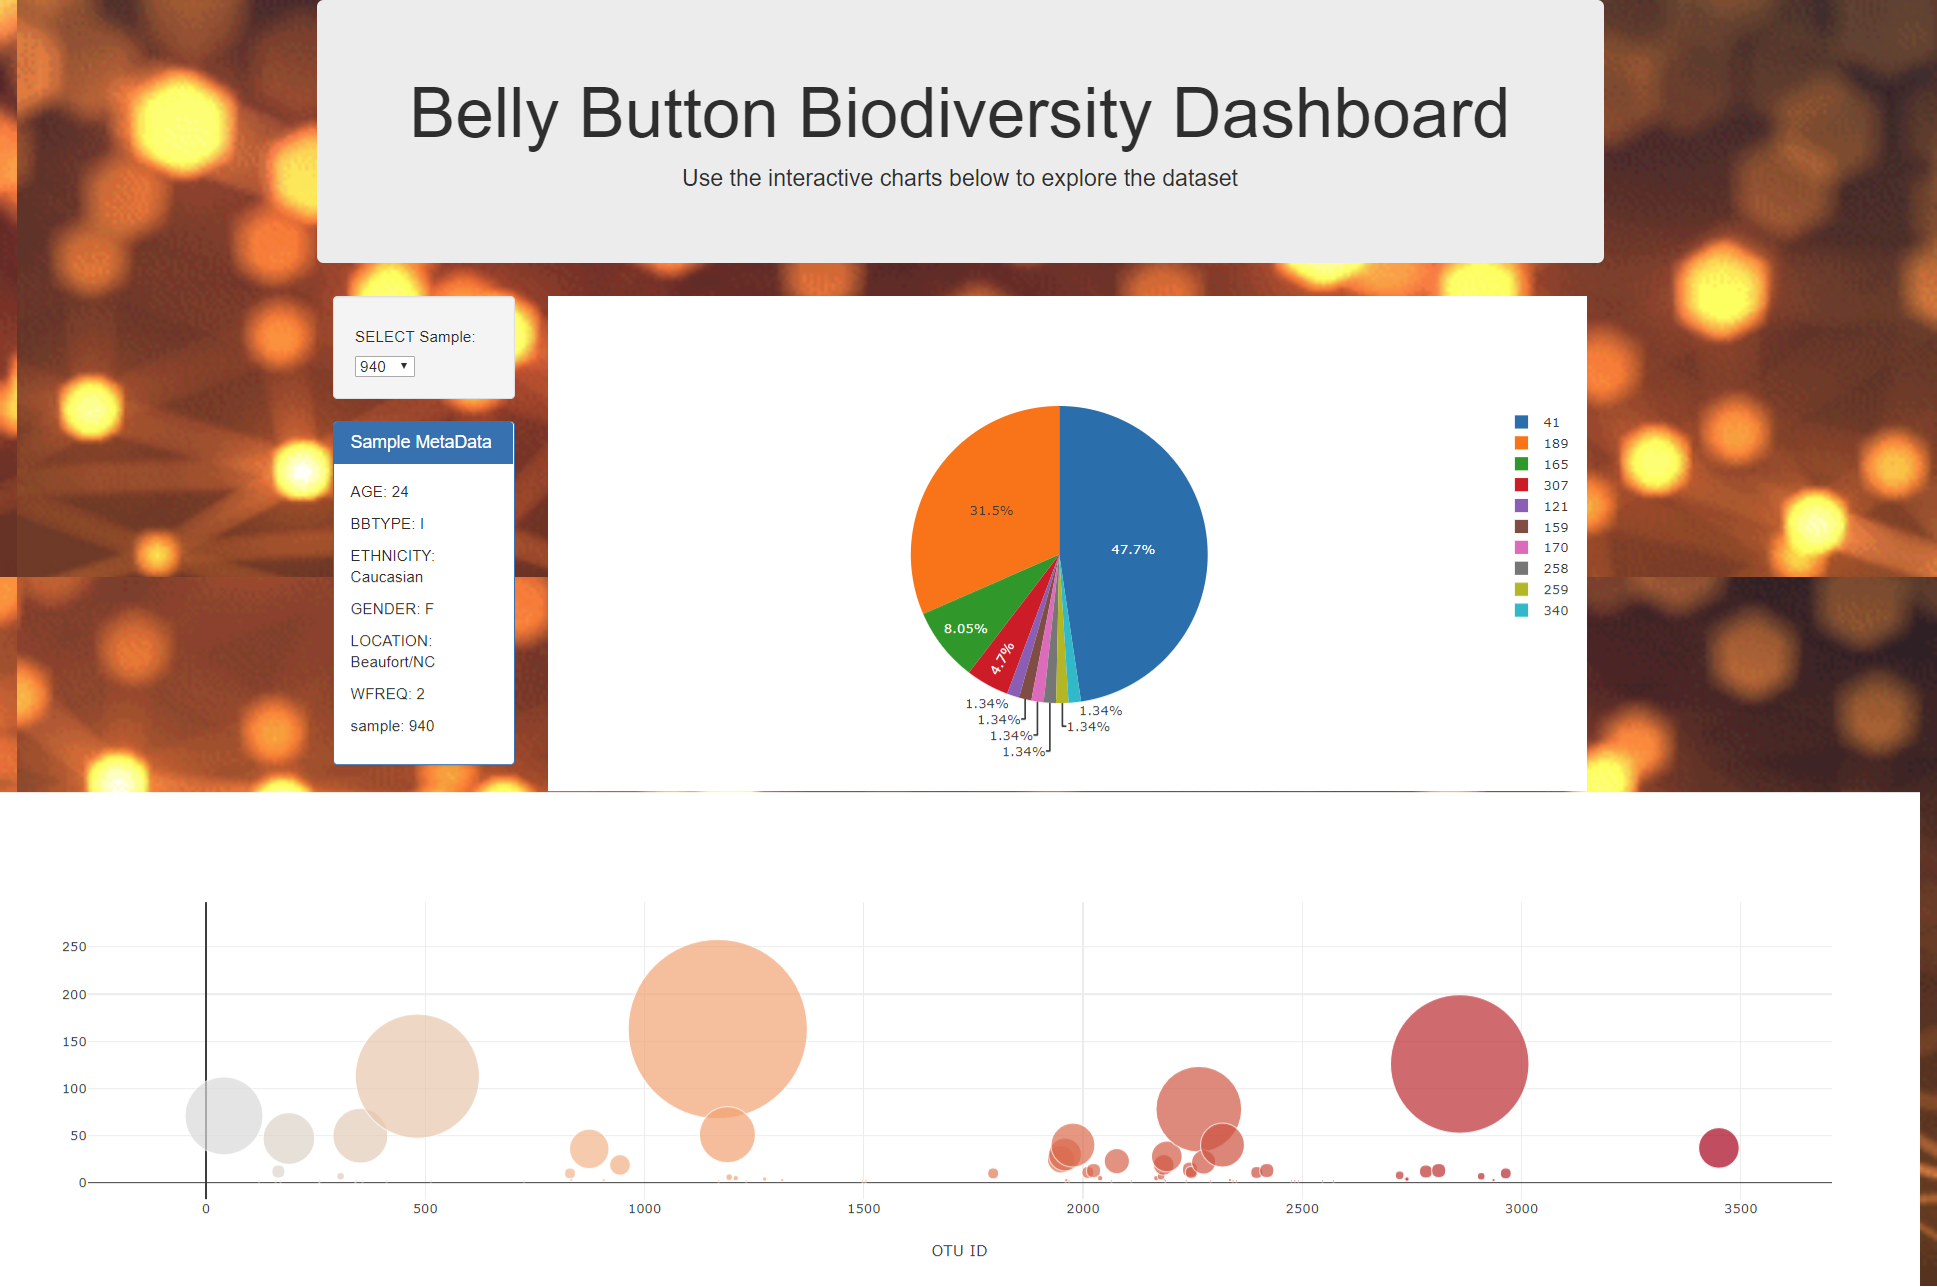 Belly Button Biodiversity Dashboard
Use the interactive charts below to explore the dataset
SELECT Sample:
940
Sample MetaData
AGE: 24
BBTYPE: I
ETHNICITY:
Caucasian
GENDER: F
LOCATION:
Beaufort/NC
WFREQ: 2
sample: 940
47.7%
31.5%
8.05%
4.7%
1.34%
1.34%
1.34%
1.34%
1.34%
1.34%
41
189
165
307
121
159
170
258
259
340
250
200
150
100
50
0
0 500 1000 1500 2000 2500 3000 3500
OTU ID